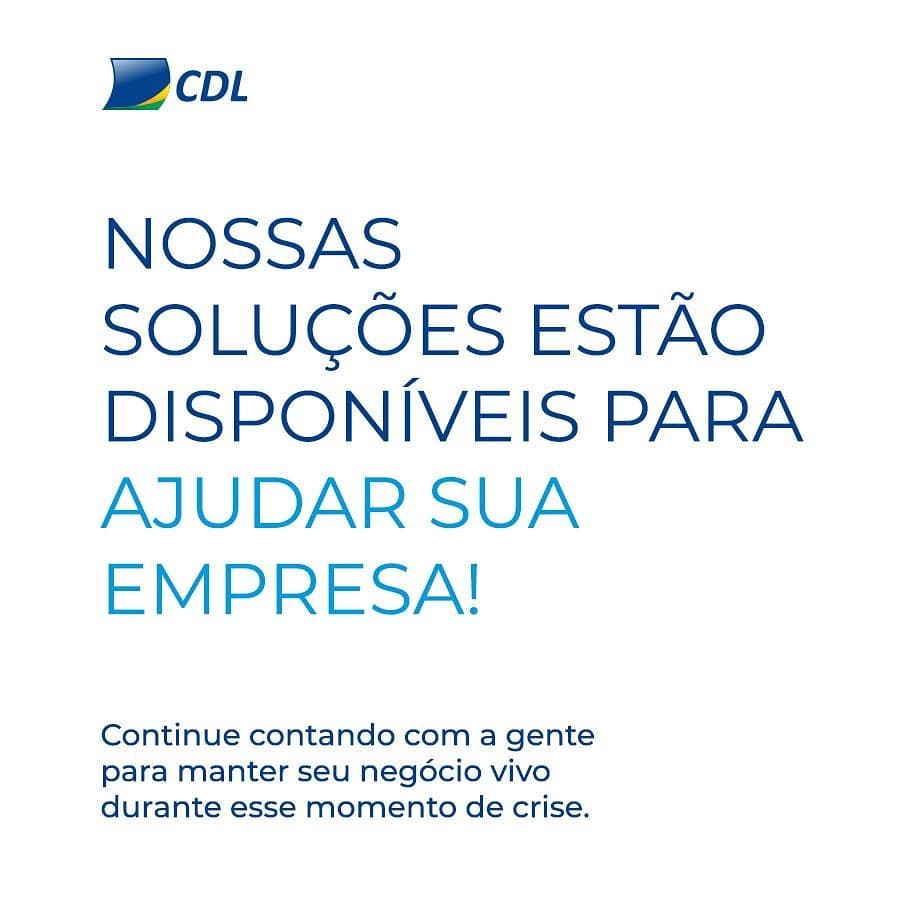 CDL
NOSSAS
SOLUÇÕES ESTÃO
DISPONÍVEIS PARA
AJUDAR SUA
EMPRESA!
Continue contando com a gente
para manter seu negócio vivo
durante esse momento de crise.